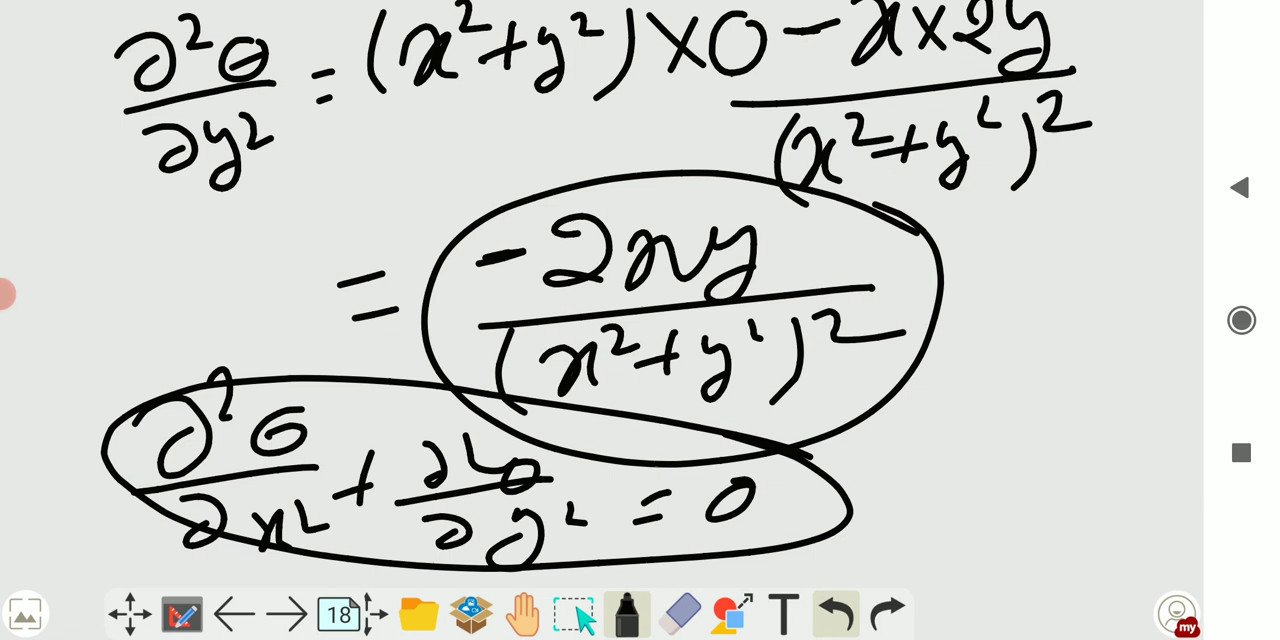 ∂²θ/∂y² = (x²+y²)×0 − x×2y/(x²+y²)²
= −2xy/(x²+y²)²
∂²θ/∂x² + ∂²θ/∂y² = 0
18
T
my